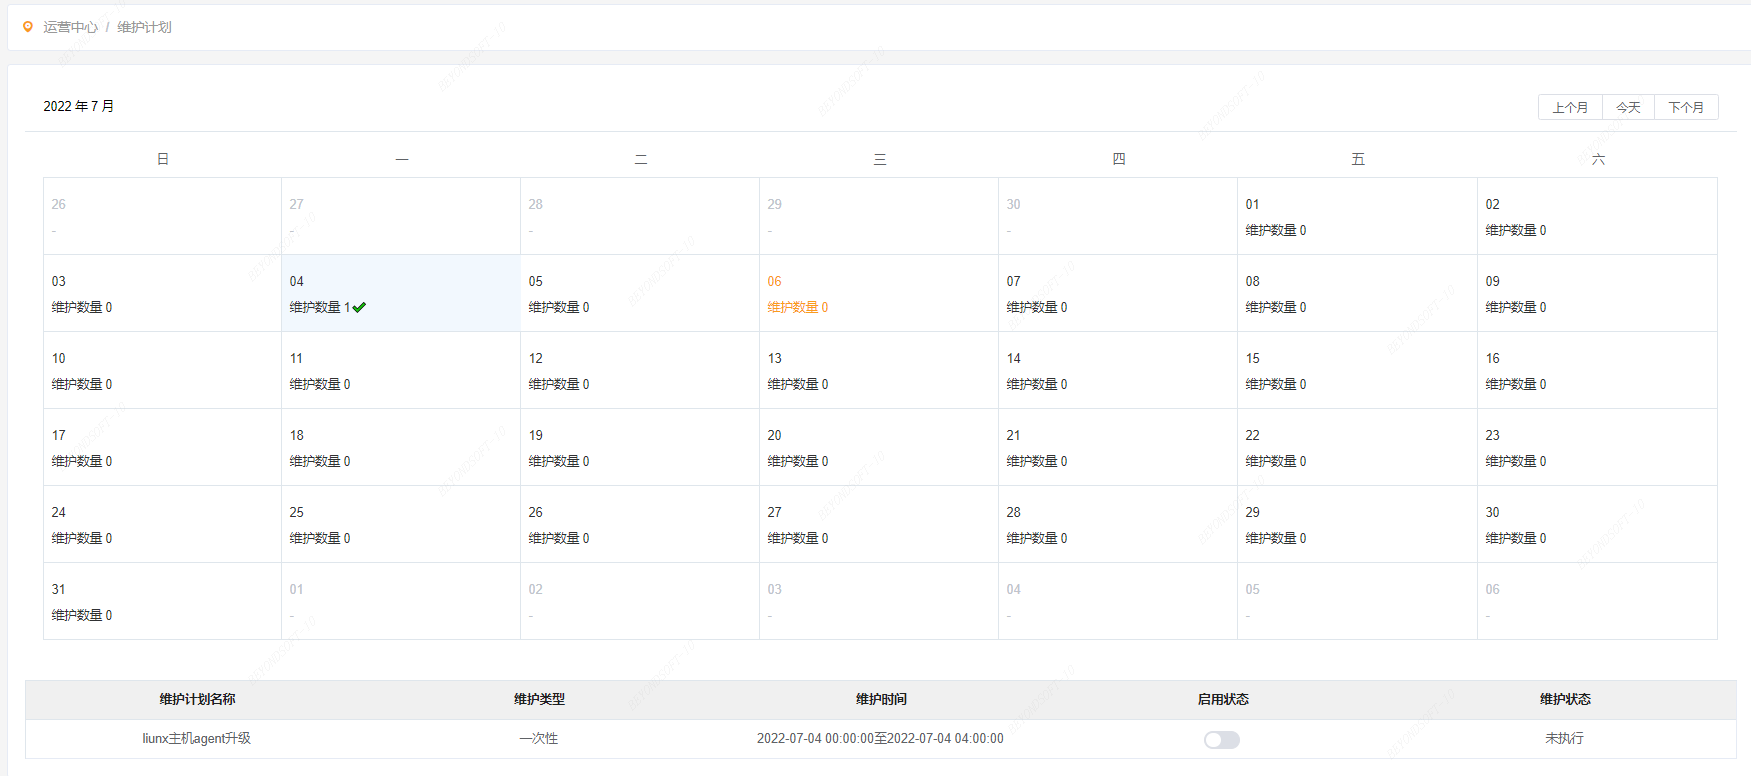 运营中心 / 维护计划
2022 年 7 月
上个月 今天 下个月
日 一 二 三 四 五 六
26 27 28 29 30 01 02
- - - - - 维护数量 0 维护数量 0
03 04 05 06 07 08 09
维护数量 0 维护数量 1 维护数量 0 维护数量 0 维护数量 0 维护数量 0 维护数量 0
10 11 12 13 14 15 16
维护数量 0 维护数量 0 维护数量 0 维护数量 0 维护数量 0 维护数量 0 维护数量 0
17 18 19 20 21 22 23
维护数量 0 维护数量 0 维护数量 0 维护数量 0 维护数量 0 维护数量 0 维护数量 0
24 25 26 27 28 29 30
维护数量 0 维护数量 0 维护数量 0 维护数量 0 维护数量 0 维护数量 0 维护数量 0
31 01 02 03 04 05 06
维护数量 0 - - - - - -
维护计划名称 维护类型 维护时间 启用状态 维护状态
liunx主机agent升级 一次性 2022-07-04 00:00:00至2022-07-04 04:00:00 未执行